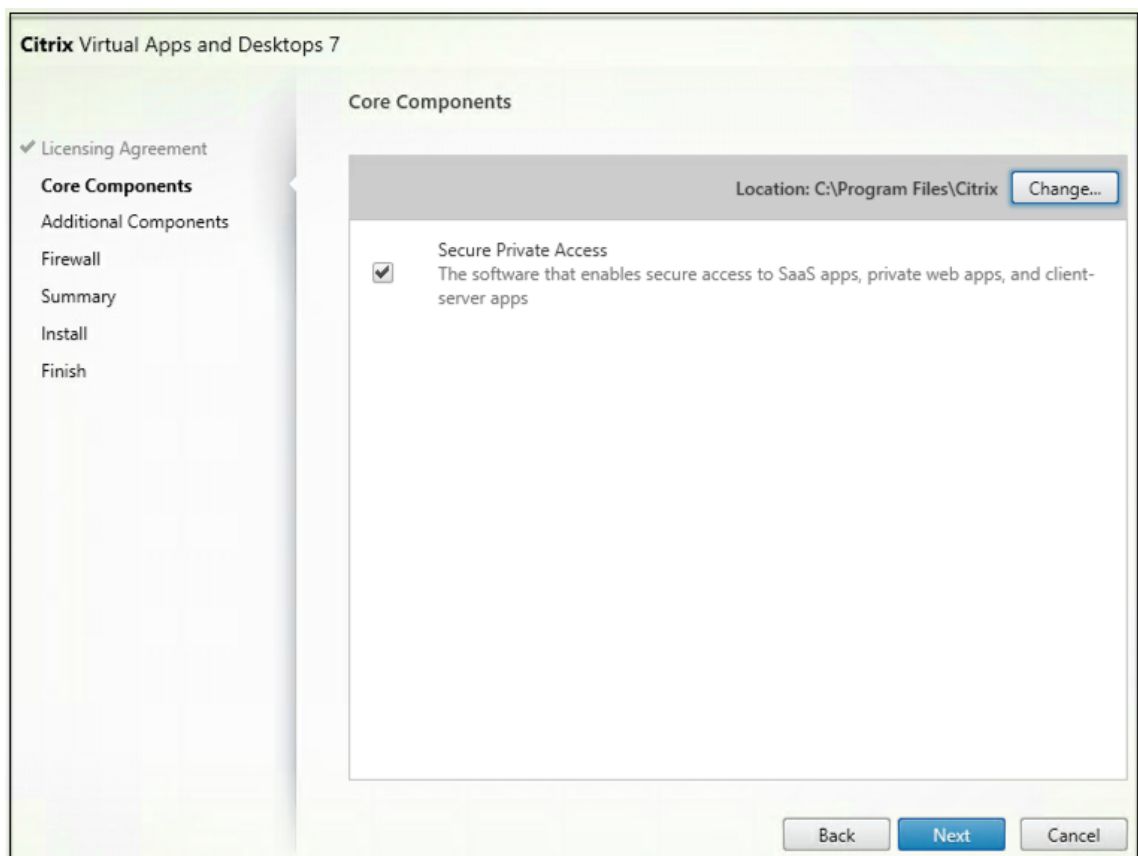 Citrix Virtual Apps and Desktops 7
Licensing Agreement
Core Components
Additional Components
Firewall
Summary
Install
Finish
Core Components
Location: C:\Program Files\Citrix
Change...
Secure Private Access
The software that enables secure access to SaaS apps, private web apps, and client-
server apps
Back
Next
Cancel